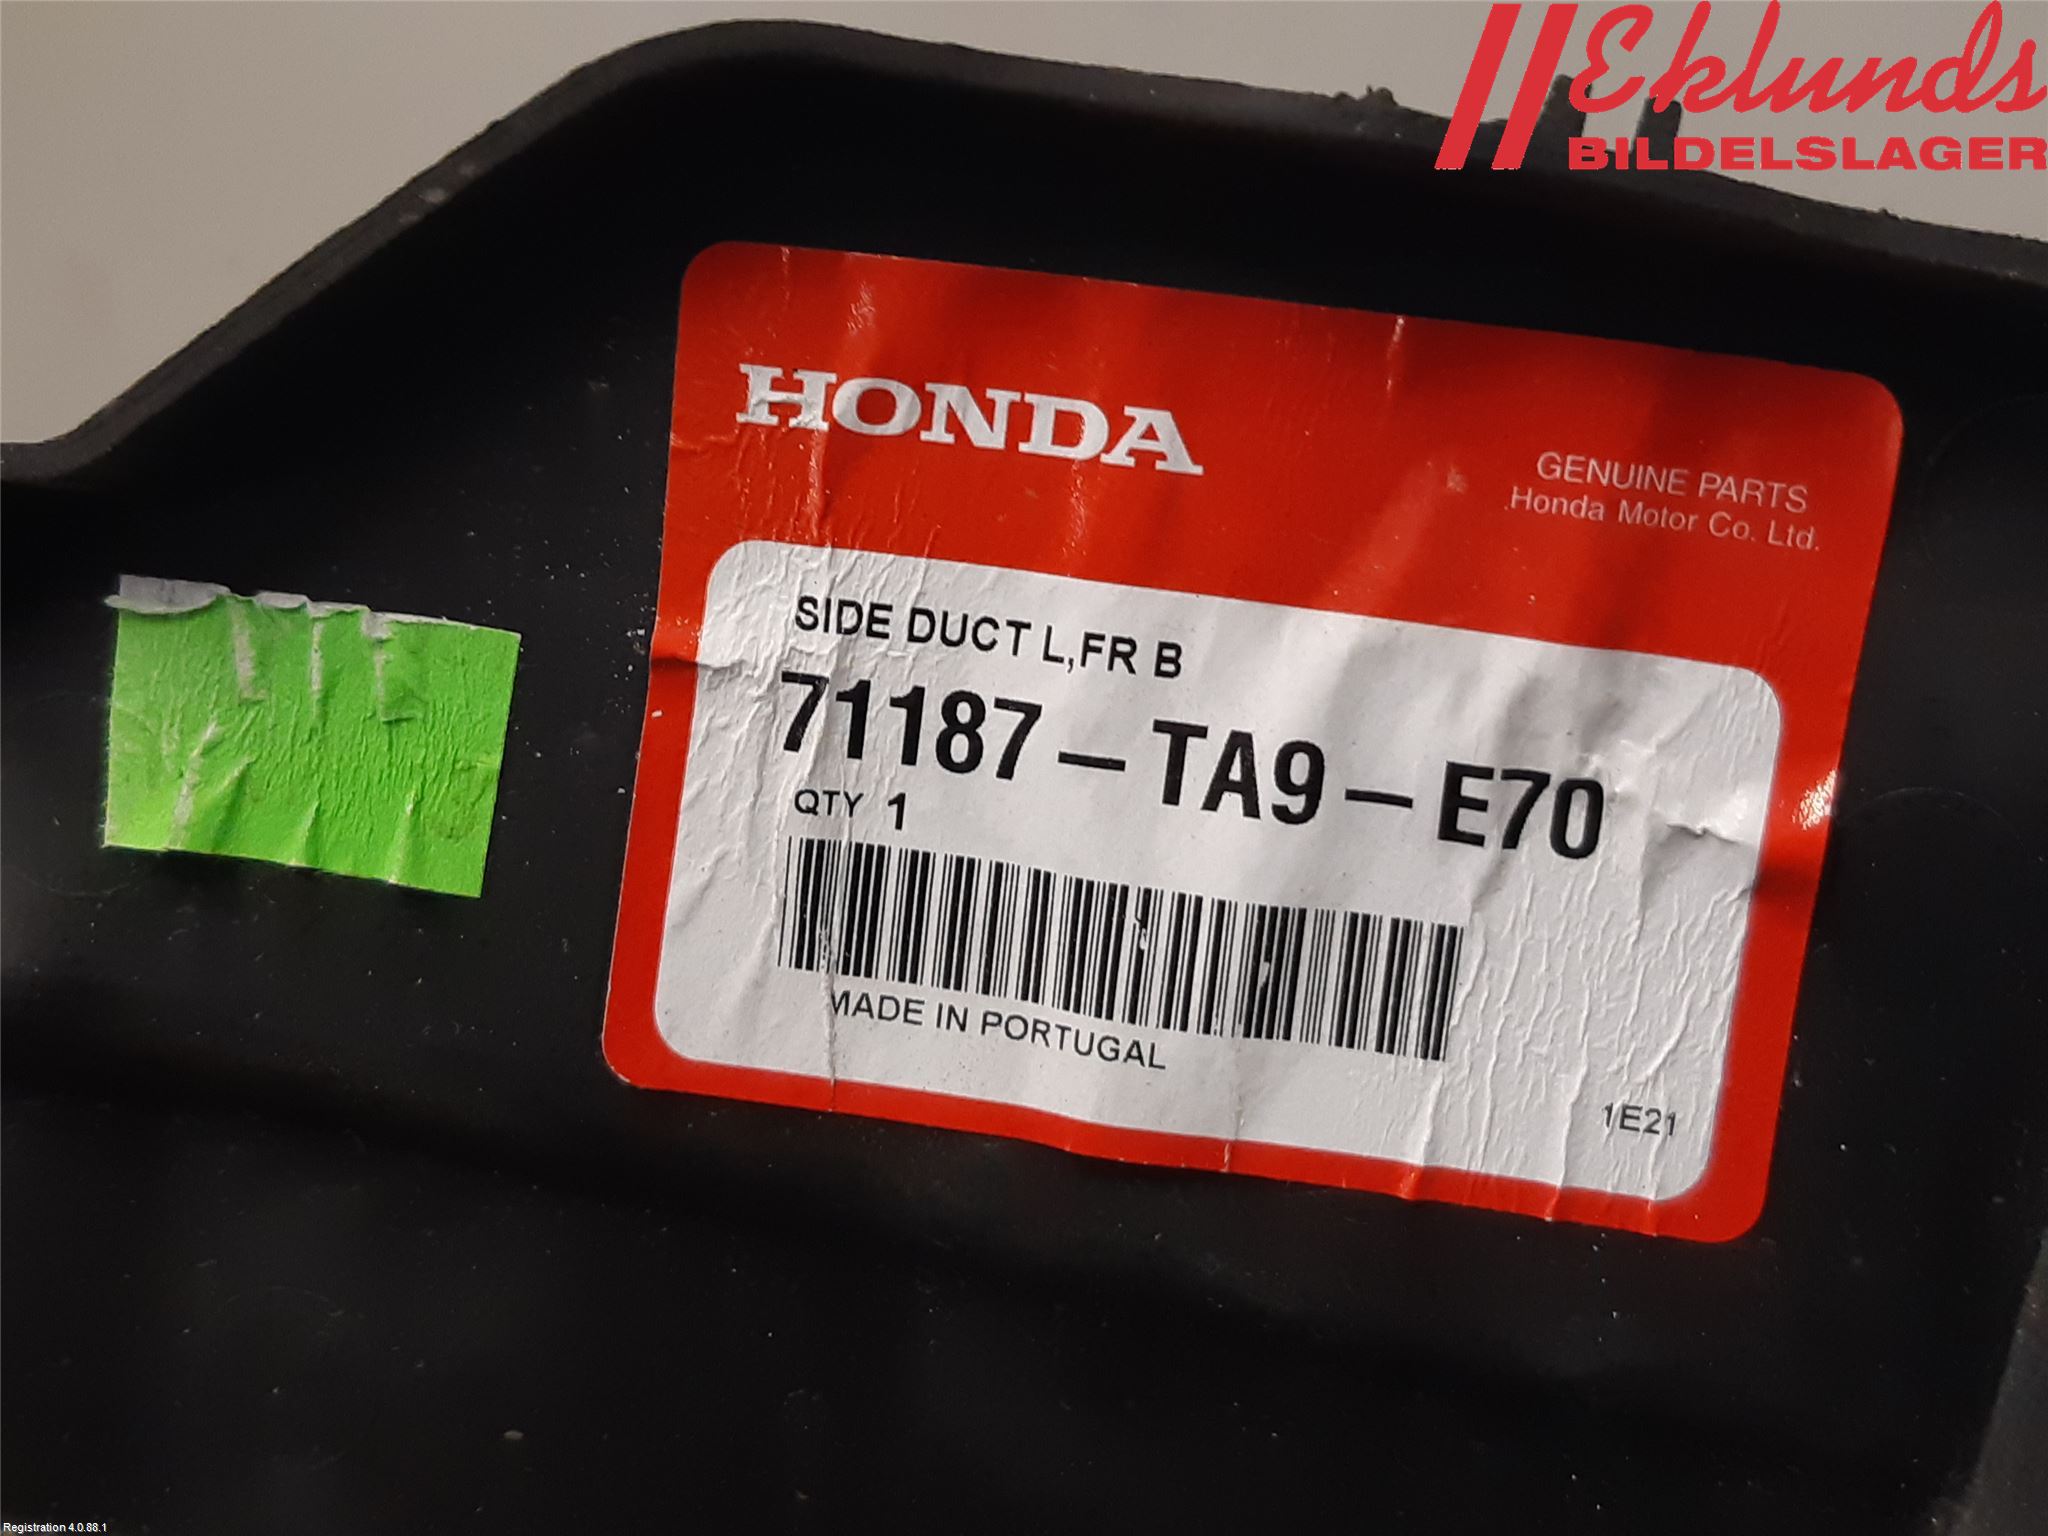 Eklunds
BILDELSLAGER
HONDA
GENUINE PARTS
Honda Motor Co. Ltd.
SIDE DUCT L,FR B
71187-TA9-E70
QTY 1
MADE IN PORTUGAL
1E21
Registration 4.0.88.1